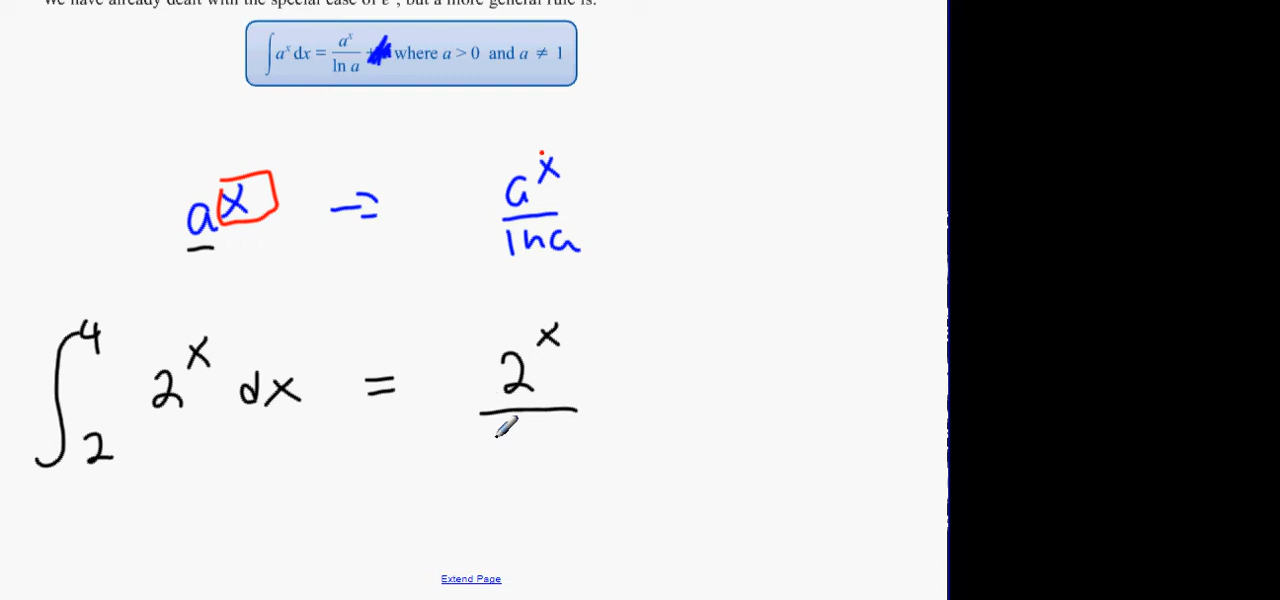 We have already dealt with the special case of e , but a more general rule is:
∫ aˣ dx = aˣ / ln a + where a > 0 and a ≠ 1
aˣ ⇒ aˣ / ln a
∫₂⁴ 2ˣ dx = 2ˣ /
Extend Page